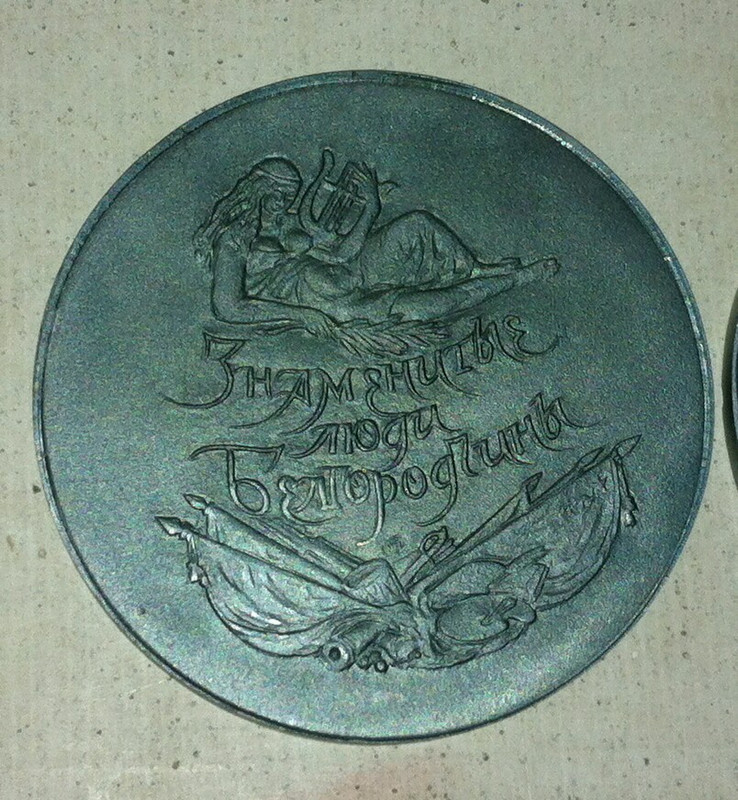 Знаменитые
люди
Белгородчины